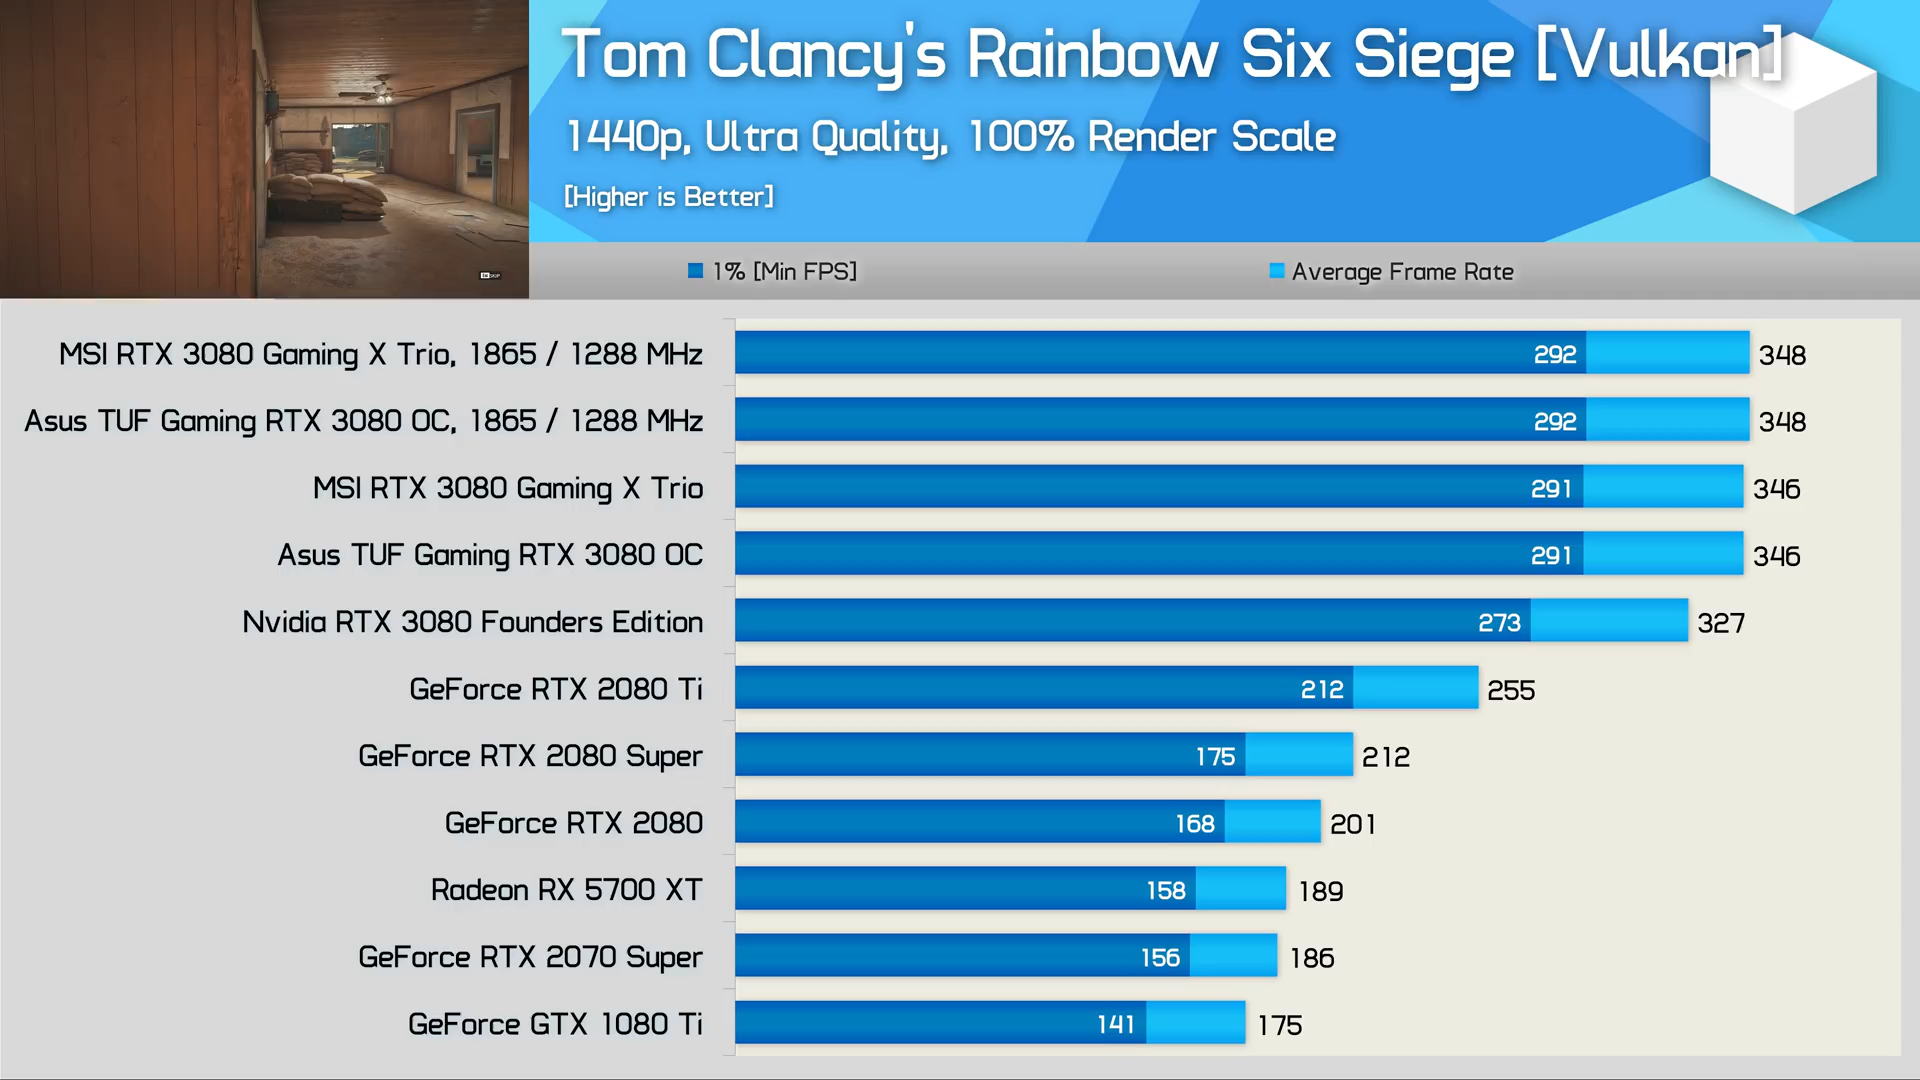 Tom Clancy's Rainbow Six Siege [Vulkan]
1440p, Ultra Quality, 100% Render Scale
[Higher is Better]
1% [Min FPS]
Average Frame Rate
MSI RTX 3080 Gaming X Trio, 1865 / 1288 MHz 292 348
Asus TUF Gaming RTX 3080 OC, 1865 / 1288 MHz 292 348
MSI RTX 3080 Gaming X Trio 291 346
Asus TUF Gaming RTX 3080 OC 291 346
Nvidia RTX 3080 Founders Edition 273 327
GeForce RTX 2080 Ti 212 255
GeForce RTX 2080 Super 175 212
GeForce RTX 2080 168 201
Radeon RX 5700 XT 158 189
GeForce RTX 2070 Super 156 186
GeForce GTX 1080 Ti 141 175